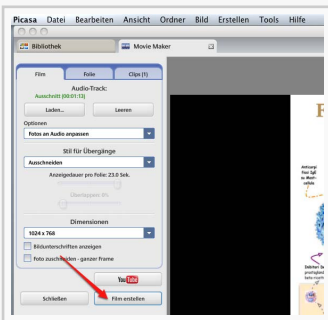 Picasa Datei Bearbeiten Ansicht Ordner Bild Erstellen Tools Hilfe
Bibliothek Movie Maker
Film Folie Clips (1)
Audio-Track:
Ausschnitt (00:01:13)
Laden... Leeren
Optionen
Fotos an Audio anpassen
Stil für Übergänge
Ausschneiden
Anzeigedauer pro Folie: 23.0 Sek.
Überlappen: 0%
Dimensionen
1024 x 768
Bildunterschriften anzeigen
Foto zuschneiden - ganzer Frame
You Tube
Schließen Film erstellen